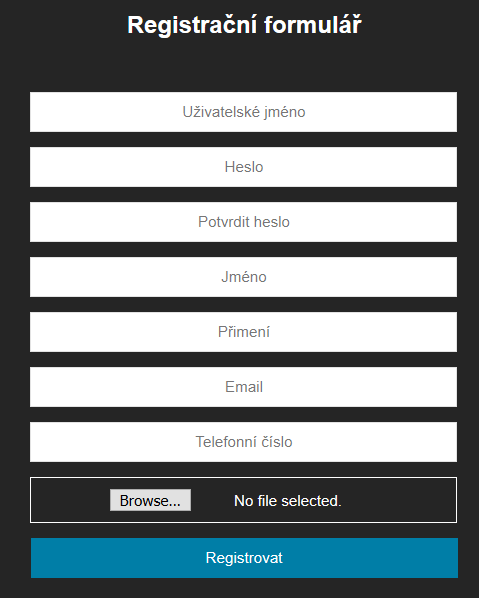 Registrační formulář
Uživatelské jméno
Heslo
Potvrdit heslo
Jméno
Přimení
Email
Telefonní číslo
Browse... No file selected.
Registrovat